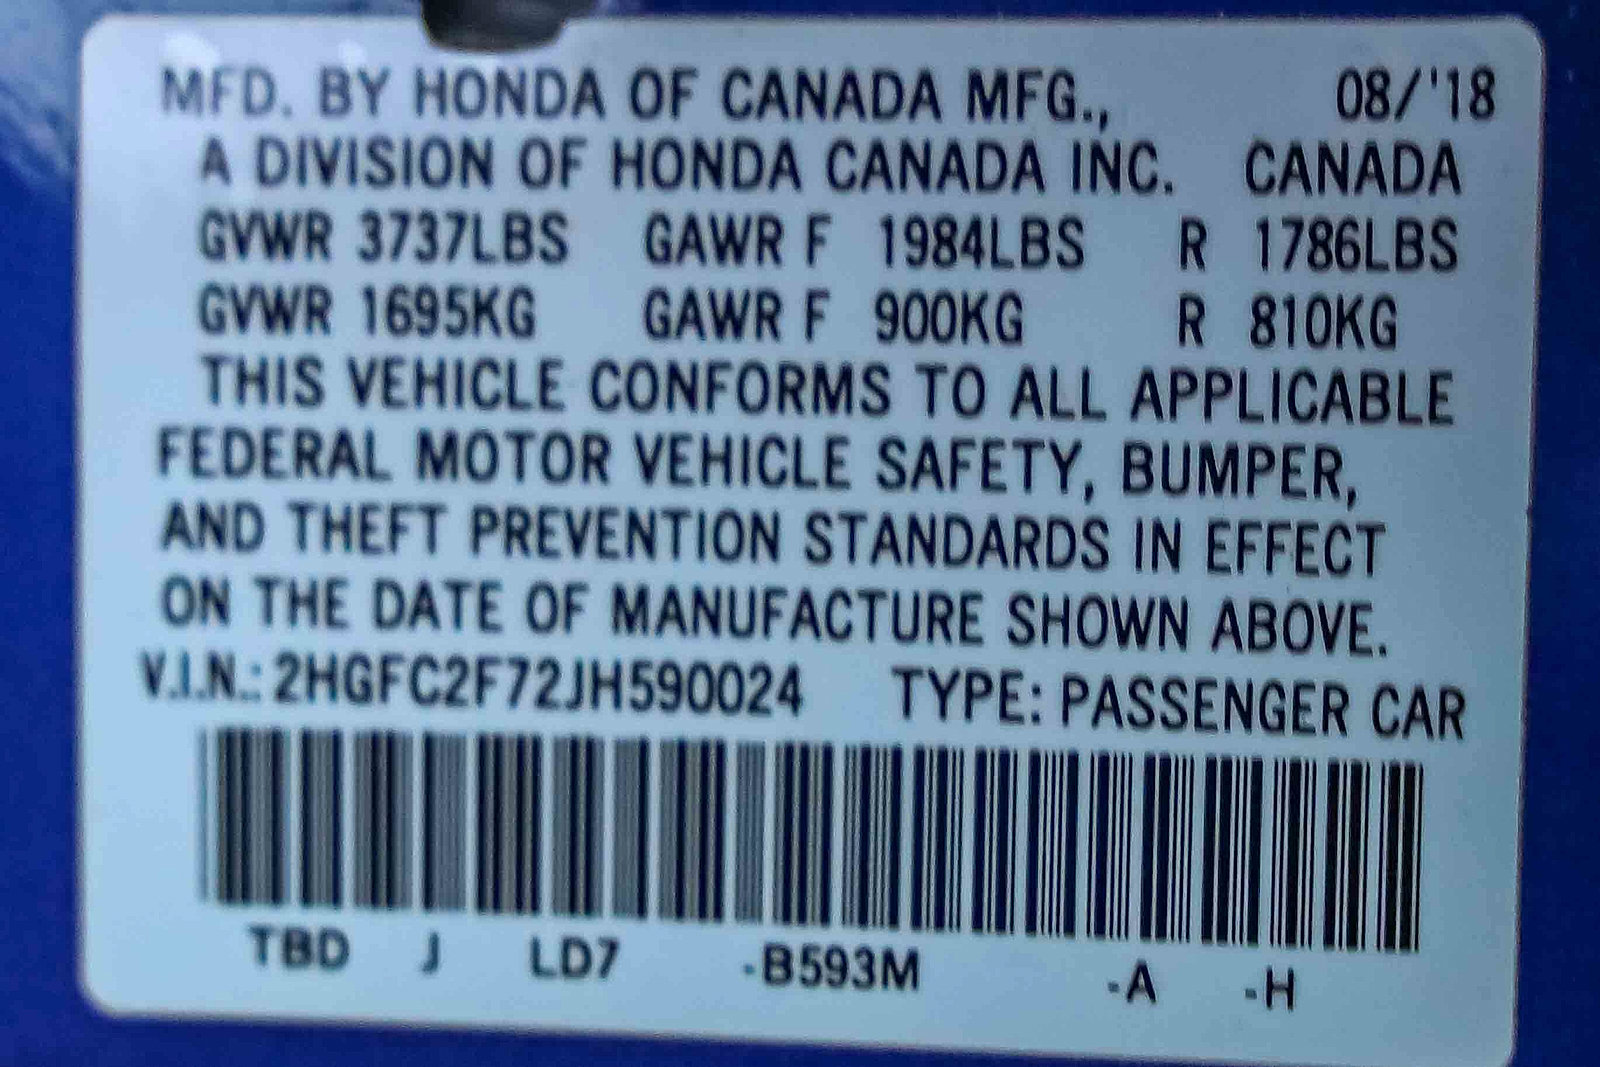 MFD. BY HONDA OF CANADA MFG., 08/'18
A DIVISION OF HONDA CANADA INC. CANADA
GVWR 3737LBS GAWR F 1984LBS R 1786LBS
GVWR 1695KG GAWR F 900KG R 810KG
THIS VEHICLE CONFORMS TO ALL APPLICABLE
FEDERAL MOTOR VEHICLE SAFETY, BUMPER,
AND THEFT PREVENTION STANDARDS IN EFFECT
ON THE DATE OF MANUFACTURE SHOWN ABOVE.
V.I.N.: 2HGFC2F72JH590024 TYPE: PASSENGER CAR
TBD J LD7 -B593M -A -H